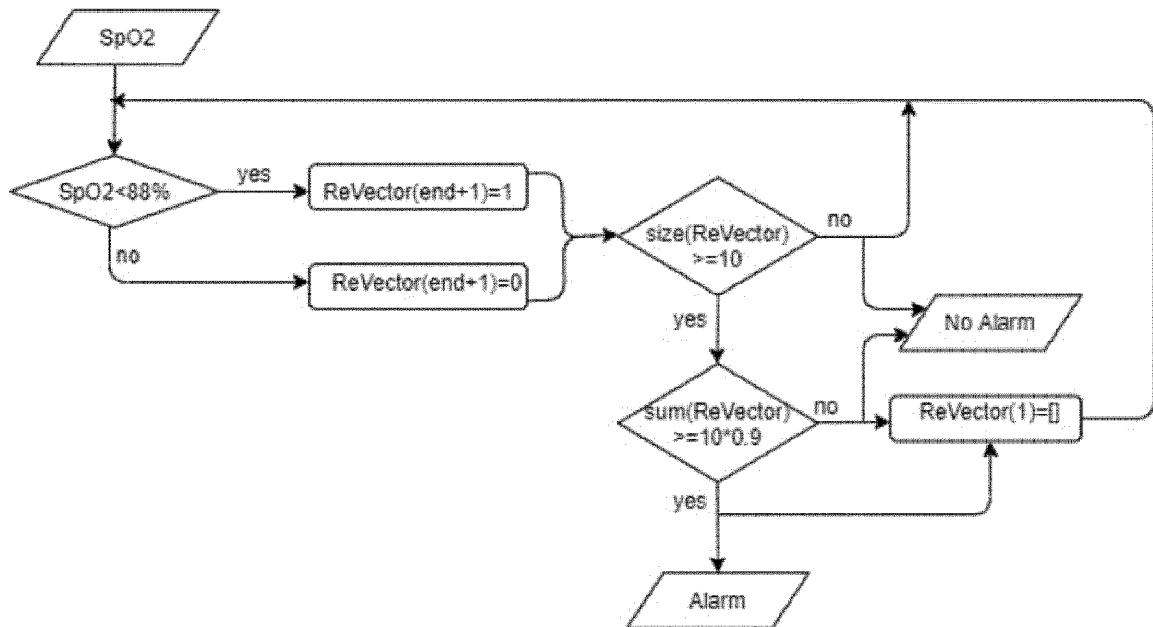 SpO2
SpO2<88%
yes
no
ReVector(end+1)=1
ReVector(end+1)=0
size(ReVector)
>=10
no
yes
No Alarm
sum(ReVector)
>=10*0.9
no
ReVector(1)=[]
yes
Alarm